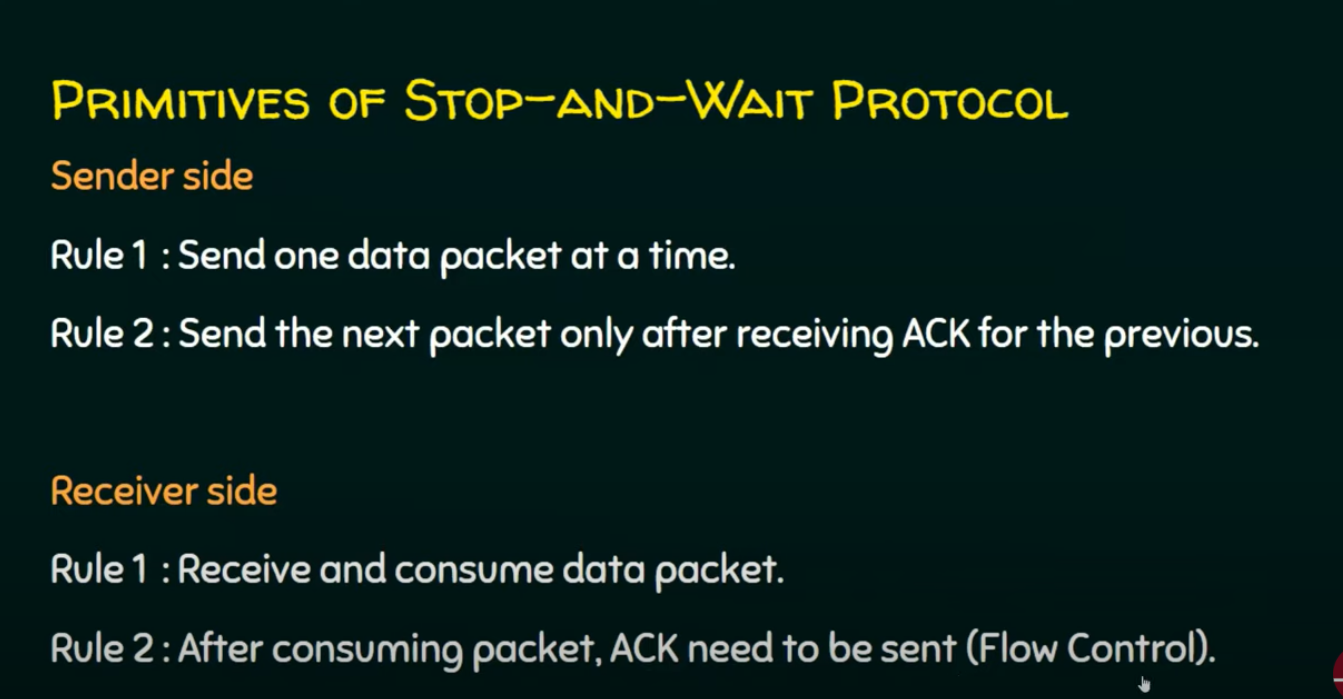 Primitives of Stop-and-Wait Protocol
Sender side
Rule 1 : Send one data packet at a time.
Rule 2 : Send the next packet only after receiving ACK for the previous.
Receiver side
Rule 1 : Receive and consume data packet.
Rule 2 : After consuming packet, ACK need to be sent (Flow Control).